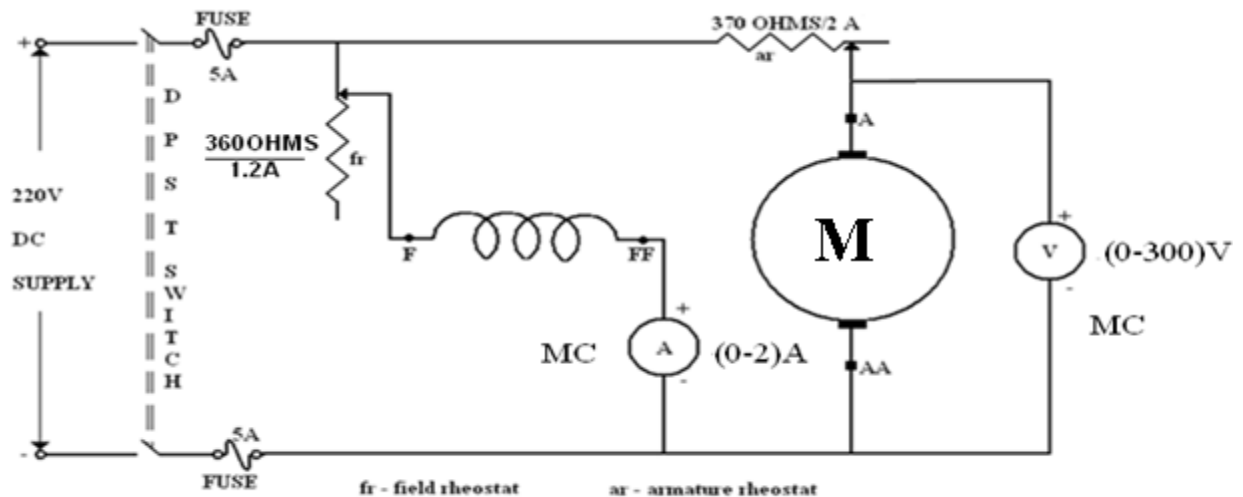 FUSE
370 OHMS/2 A
+
5A
ar
D
P
S
T
S
W
I
T
C
H
A
360OHMS
1.2A
fr
220V
DC
SUPPLY
M
+
V
(0-300)V
-
F
FF
+
MC
A
(0-2)A
MC
-
AA
5A
-
FUSE
fr - field rheostat
ar - armature rheostat